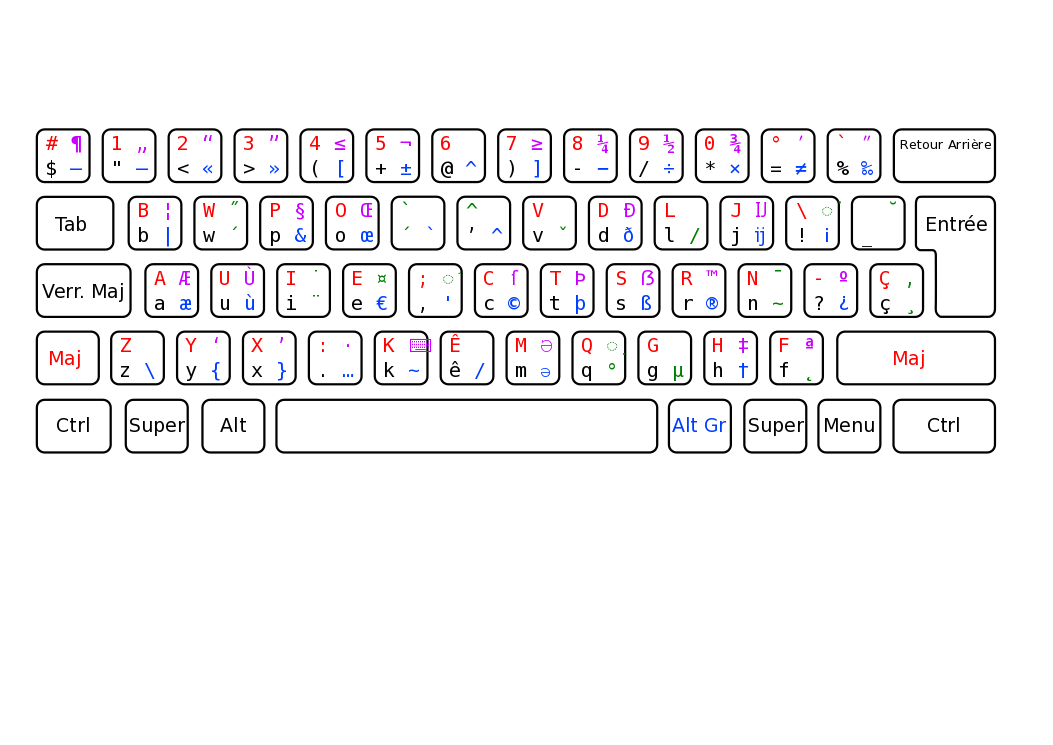 # ¶ 1 „ 2 “ 3 ” 4 ≤ 5 ¬ 6 7 ≥ 8 ¼ 9 ½ 0 ¾ ° ′ ` ″ Retour Arrière
$ – " — < « > » ( [ + ± @ ^ ) ] - − / ÷ * × = ≠ % ‰
Tab B ¦ W ˝ P § O Œ ` ^ V D Ð L J Ĳ \ ◌ ˘ Entrée
b | w ´ p & o œ ´ ` ’ ^ v ˇ d ð l / j ĳ ! ¡ _
Verr. Maj A Æ U Ù I ˙ E ¤ ; ◌ C ſ T Þ S ẞ R ™ N ¯ - º Ç ,
a æ u ù i ¨ e € , ' c © t þ s ß r ® n ~ ? ¿ ç ¸
Maj Z Y ‘ X ’ : · K ⌨ Ê M Q ◌ G H ‡ F ª Maj
z \ y { x } . … k ~ ê / m ə q ° g µ h † f ˛
Ctrl Super Alt Alt Gr Super Menu Ctrl